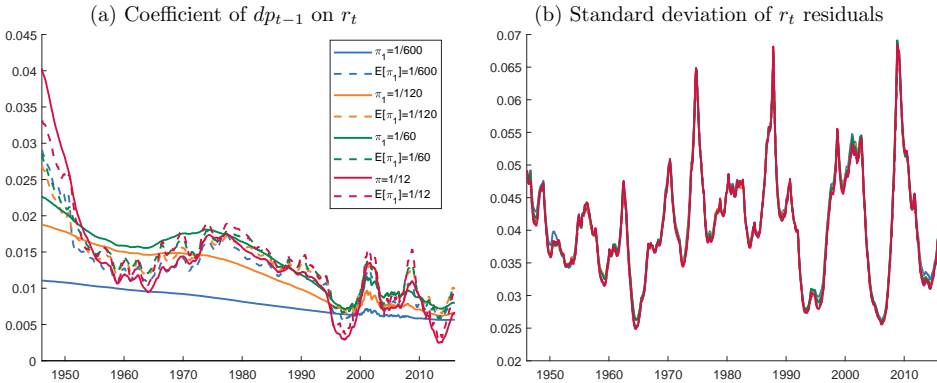 (a) Coefficient of dp_{t−1} on r_t
0.045
0.04
0.035
0.03
0.025
0.02
0.015
0.01
0.005
0
1950 1960 1970 1980 1990 2000 2010
π_1=1/600
E[π_1]=1/600
π_1=1/120
E[π_1]=1/120
π_1=1/60
E[π_1]=1/60
π=1/12
E[π_1]=1/12
(b) Standard deviation of r_t residuals
0.07
0.065
0.06
0.055
0.05
0.045
0.04
0.035
0.03
0.025
0.02
1950 1960 1970 1980 1990 2000 2010